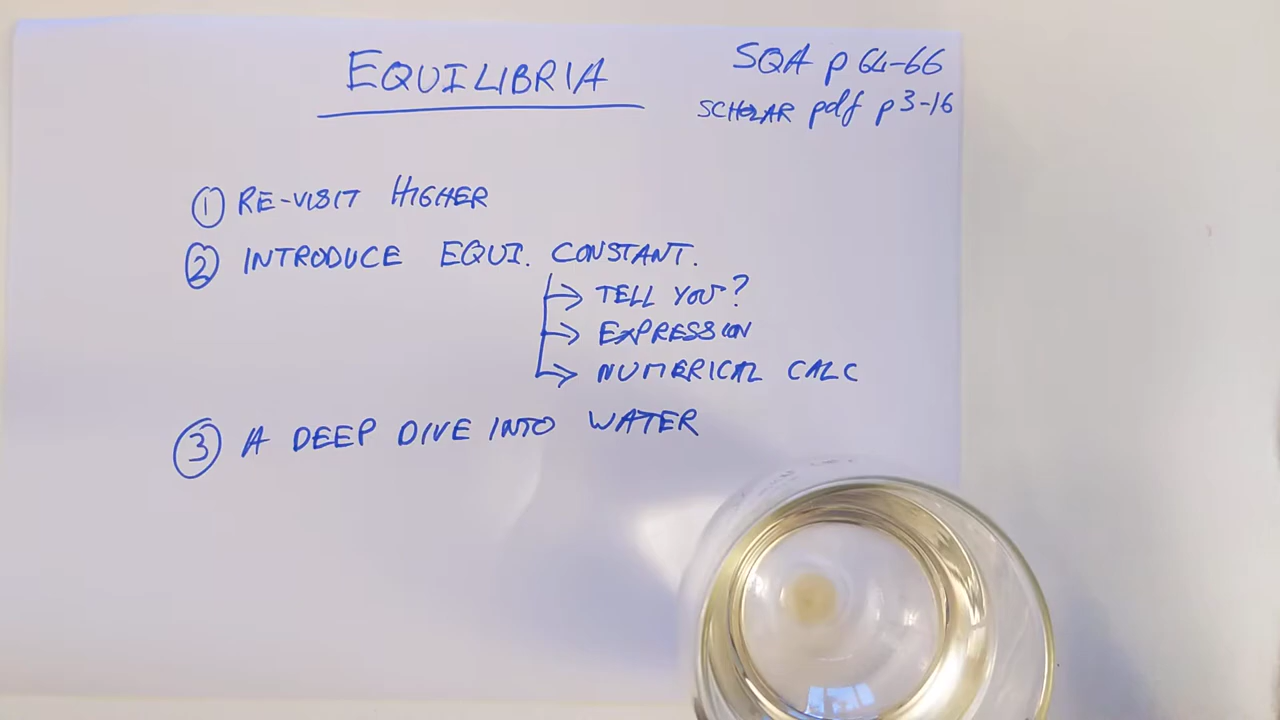 EQUILIBRIA
SQA p 64-66
SCHOLAR pdf p 3-16
① RE-VISIT HIGHER
② INTRODUCE EQUI. CONSTANT.
→ TELL YOU?
→ EXPRESSION
→ NUMERICAL CALC
③ A DEEP DIVE INTO WATER